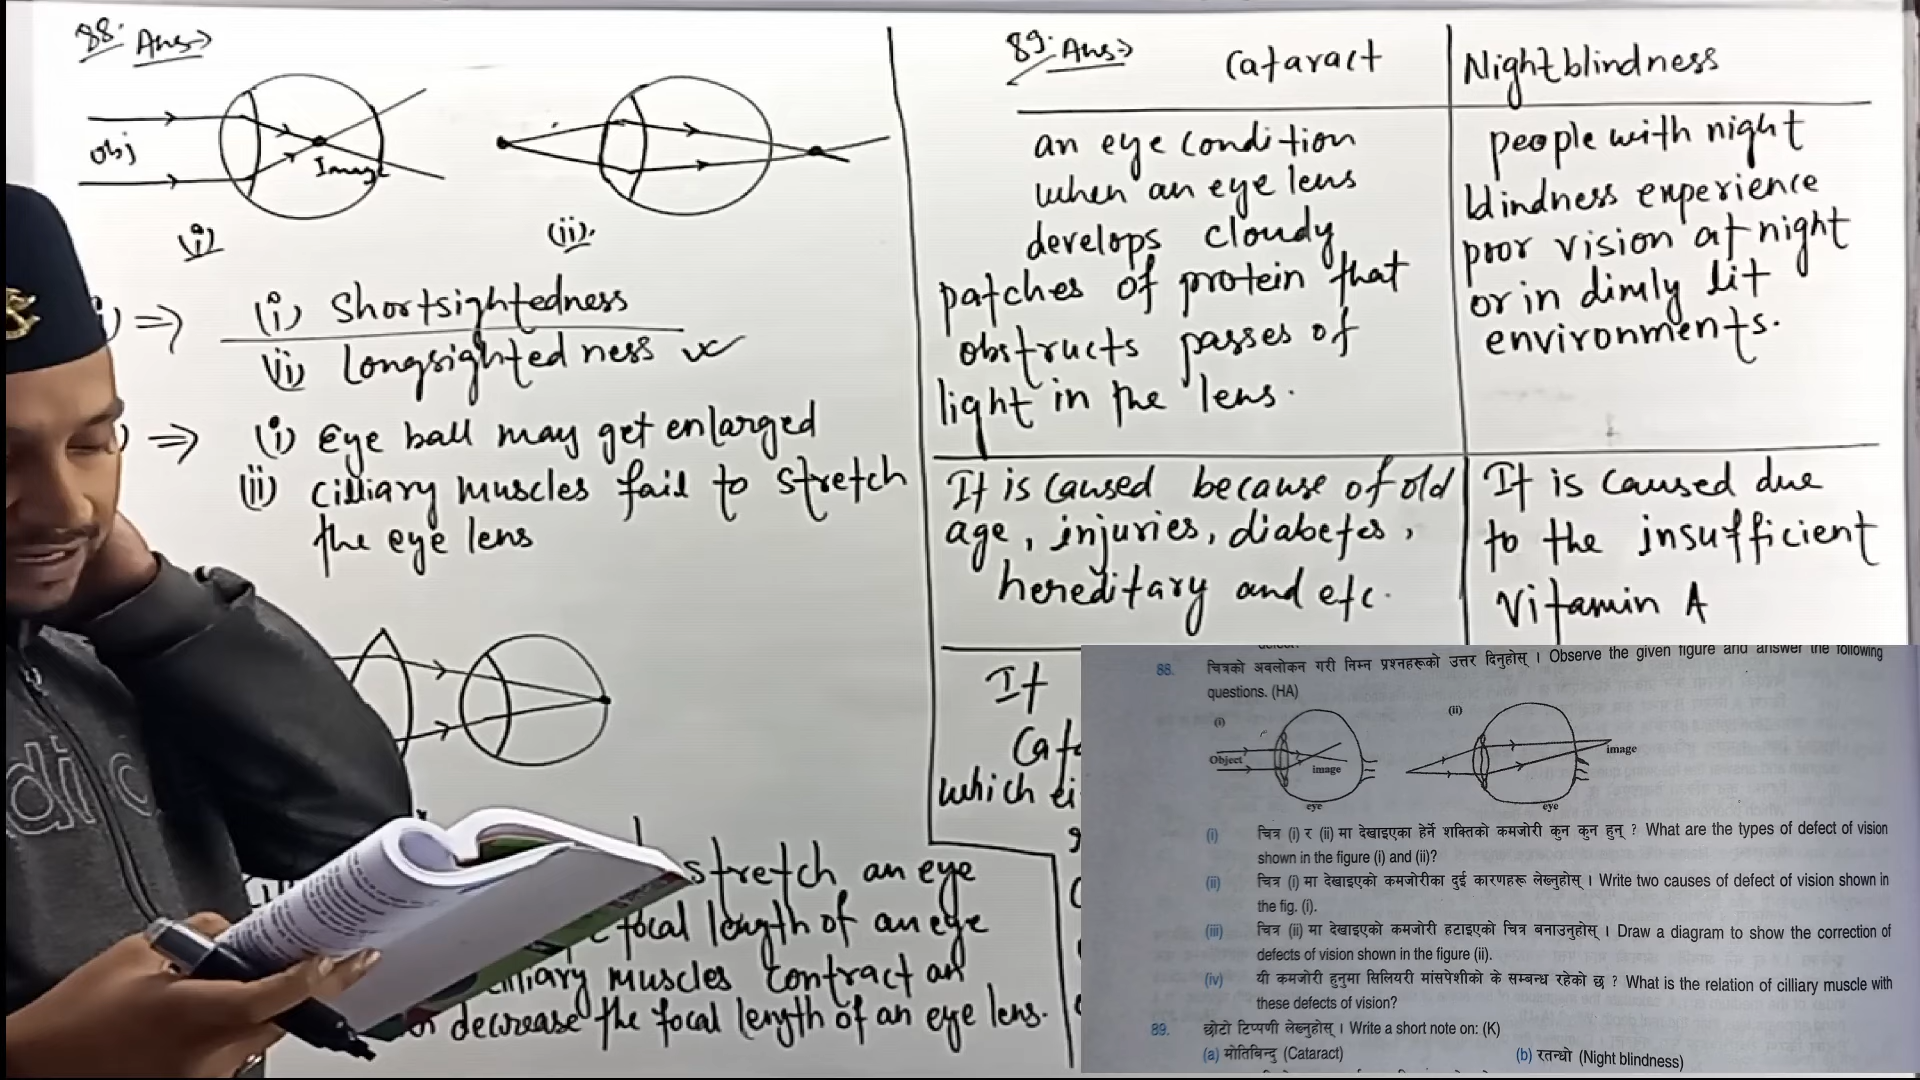 88. Ans→
Obj
Image
(i)
(ii).
⇒ (i) Shortsightedness
(ii) Longsightedness
⇒ (i) Eye ball may get enlarged
(ii) cilliary muscles fail to stretch
the eye lens
stretch an eye
focal length of an eye
cilliary muscles contract an
decrease the focal length of an eye lens.
89. Ans→
Cataract
an eye condition
when an eye lens
develops cloudy
patches of protein that
obstructs passes of
light in the lens.
It is caused because of old
age, injuries, diabetes,
hereditary and etc.
It
Cata
which
Nightblindness
people with night
blindness experience
poor vision at night
or in dimly lit
environments.
It is caused due
to the insufficient
Vitamin A
88. चित्रको अवलोकन गरी निम्न प्रश्नहरूको उत्तर दिनुहोस् । Observe the given figure and answer the following
questions. (HA)
(i)
Object
image
eye
(ii)
image
eye
(i) चित्र (i) र (ii) मा देखाइएका हेर्ने शक्तिको कमजोरी कुन कुन हुन् ? What are the types of defect of vision
shown in the figure (i) and (ii)?
(ii) चित्र (i) मा देखाइएको कमजोरीका दुई कारणहरू लेख्नुहोस् । Write two causes of defect of vision shown in
the fig. (i).
(iii) चित्र (ii) मा देखाइएको कमजोरी हटाइएको चित्र बनाउनुहोस् । Draw a diagram to show the correction of
defects of vision shown in the figure (ii).
(iv) यी कमजोरी हुनुमा सिलियरी मांसपेशीको के सम्बन्ध रहेको छ ? What is the relation of cilliary muscle with
these defects of vision?
89. छोटो टिप्पणी लेख्नुहोस् । Write a short note on: (K)
(a) मोतिबिन्दु (Cataract)
(b) रतन्धो (Night blindness)